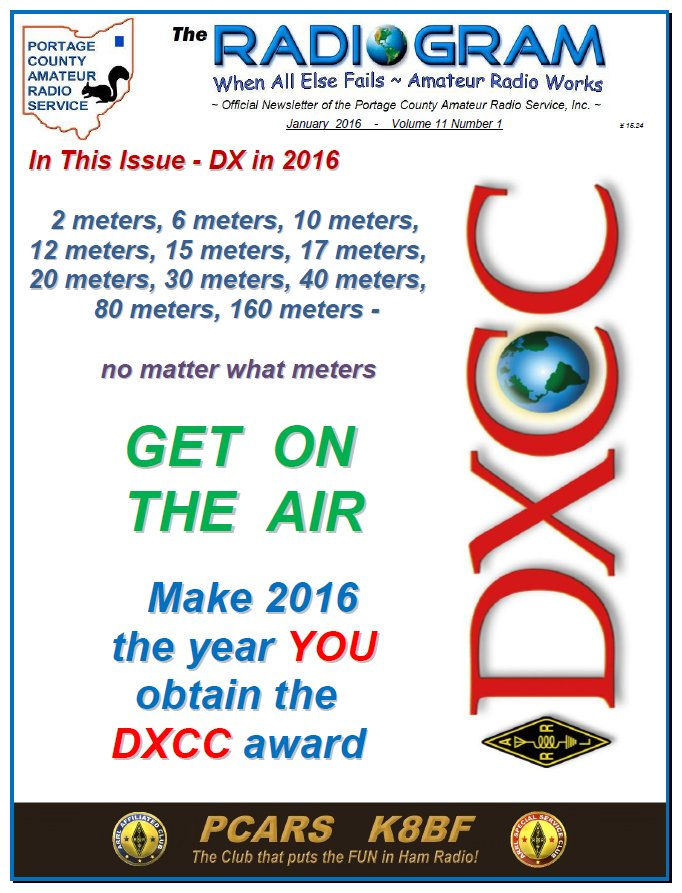 PORTAGE
COUNTY
AMATEUR
RADIO
SERVICE
The RADIOGRAM
When All Else Fails ~ Amateur Radio Works
~ Official Newsletter of the Portage County Amateur Radio Service, Inc. ~
January 2016 - Volume 11 Number 1
£ 15.24
In This Issue - DX in 2016
2 meters, 6 meters, 10 meters,
12 meters, 15 meters, 17 meters,
20 meters, 30 meters, 40 meters,
80 meters, 160 meters -
no matter what meters
GET ON
THE AIR
Make 2016
the year YOU
obtain the
DXCC award
DXCC
ARRL
ARRL AFFILIATED CLUB
PCARS K8BF
The Club that puts the FUN in Ham Radio!
ARRL SPECIAL SERVICE CLUB